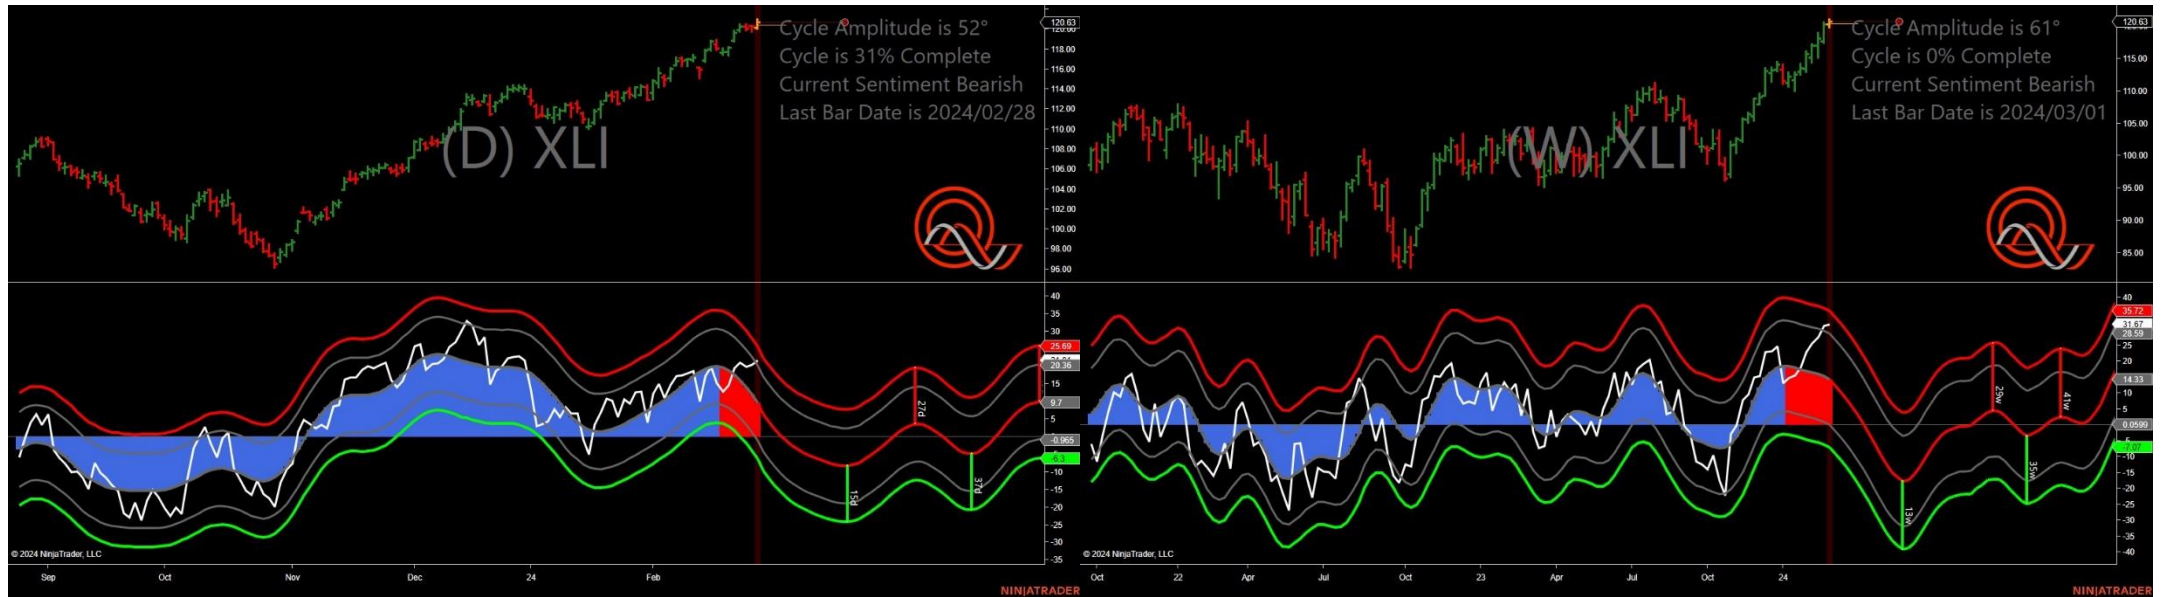 Cycle Amplitude is 52°
Cycle is 31% Complete
Current Sentiment Bearish
Last Bar Date is 2024/02/28
(D) XLI
120.63
118.00
116.00
114.00
112.00
110.00
108.00
106.00
104.00
102.00
100.00
98.00
96.00
40
35
30
25.69
20.36
15
9.7
5
-0.965
-6.3
-10
-15
-20
-25
-30
-35
15d
27d
37d
© 2024 NinjaTrader, LLC
Sep Oct Nov Dec 24 Feb
NINJATRADER
Cycle Amplitude is 61°
Cycle is 0% Complete
Current Sentiment Bearish
Last Bar Date is 2024/03/01
(W) XLI
120.63
115.00
110.00
105.00
100.00
95.00
90.00
85.00
40
35.72
31.67
28.59
25
20
14.33
10
5
0.0599
-7.07
-10
-15
-20
-25
-30
-35
-40
13w
29w
35w
41w
© 2024 NinjaTrader, LLC
Oct 22 Apr Jul Oct 23 Apr Jul Oct 24
NINJATRADER